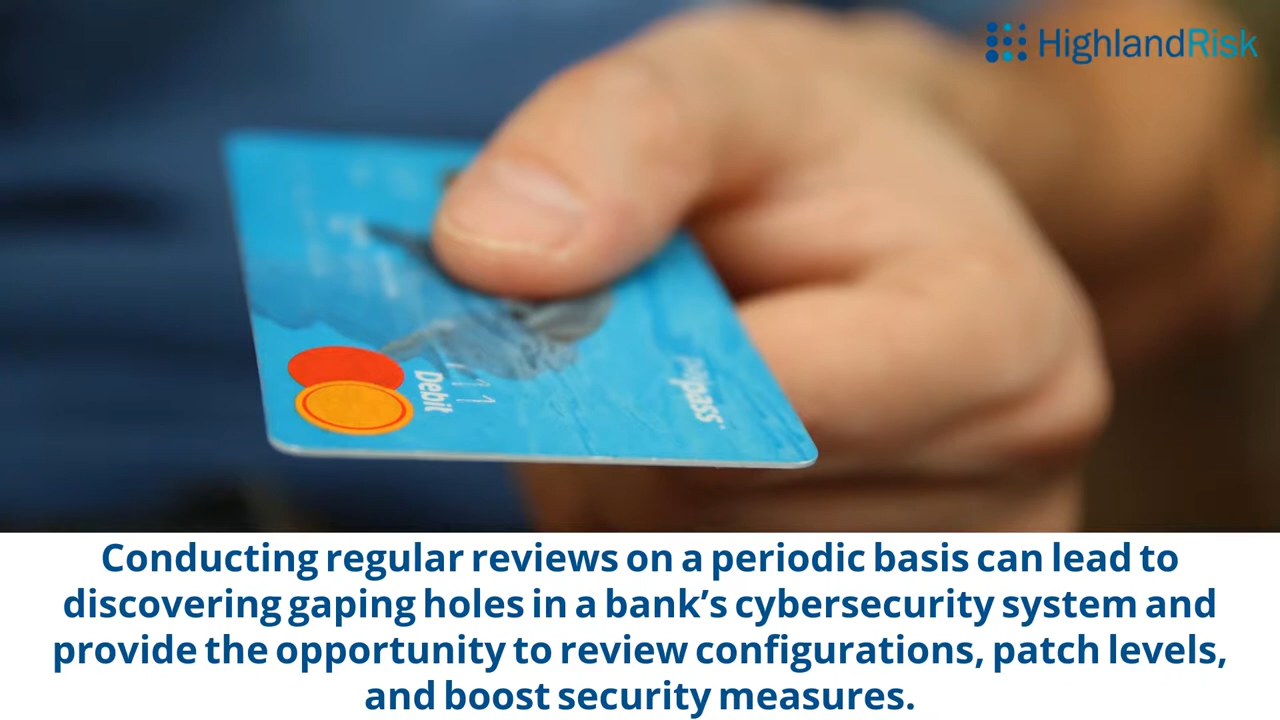 HighlandRisk
Debit
paypass
Conducting regular reviews on a periodic basis can lead to
discovering gaping holes in a bank’s cybersecurity system and
provide the opportunity to review configurations, patch levels,
and boost security measures.